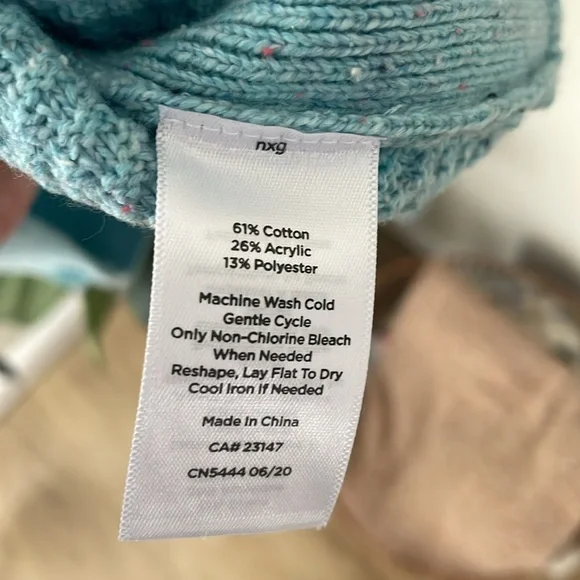 nxg
61% Cotton
26% Acrylic
13% Polyester
Machine Wash Cold
Gentle Cycle
Only Non-Chlorine Bleach
When Needed
Reshape, Lay Flat To Dry
Cool Iron If Needed
Made In China
CA# 23147
CN5444 06/20